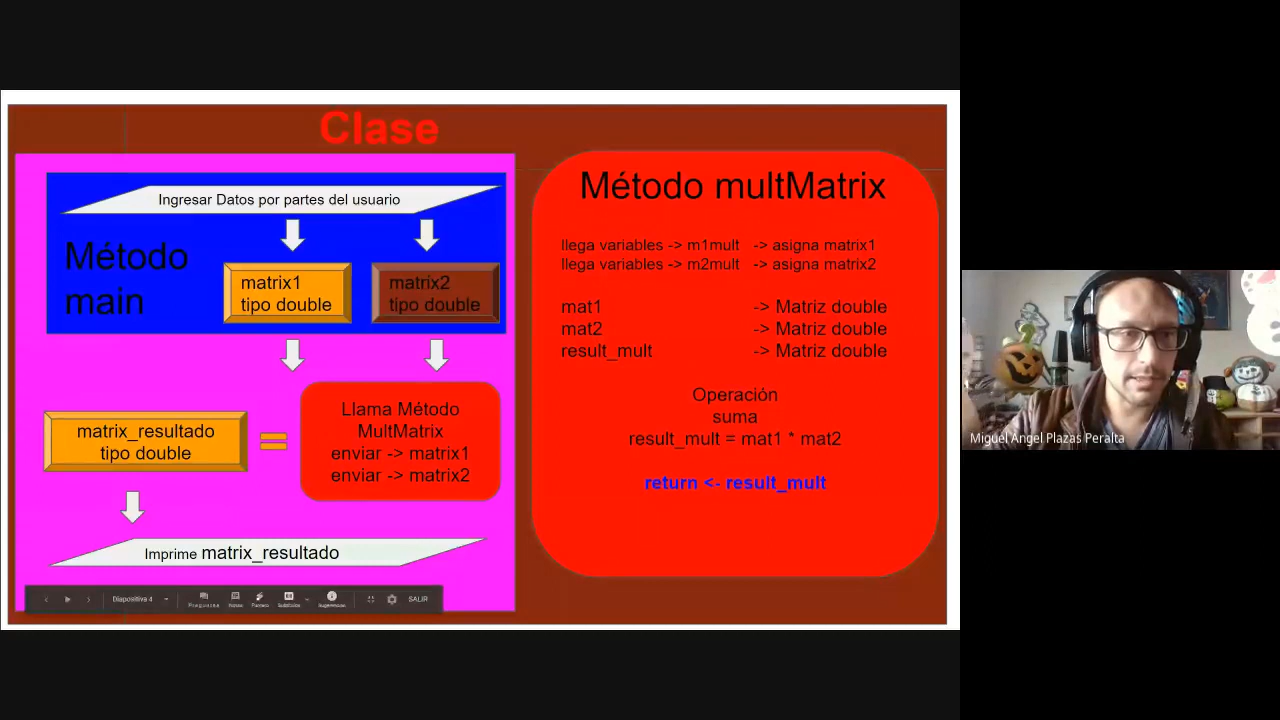 Clase
Ingresar Datos por partes del usuario
Método
main
matrix1
tipo double
matrix2
tipo double
matrix_resultado
tipo double
Llama Método
MultMatrix
enviar -> matrix1
enviar -> matrix2
Imprime matrix_resultado
Método multMatrix
llega variables -> m1mult -> asigna matrix1
llega variables -> m2mult -> asigna matrix2
mat1 -> Matriz double
mat2 -> Matriz double
result_mult -> Matriz double
Operación
suma
result_mult = mat1 * mat2
return <- result_mult
Diapositiva 4
SALIR
Miguel Angel Plazas Peralta